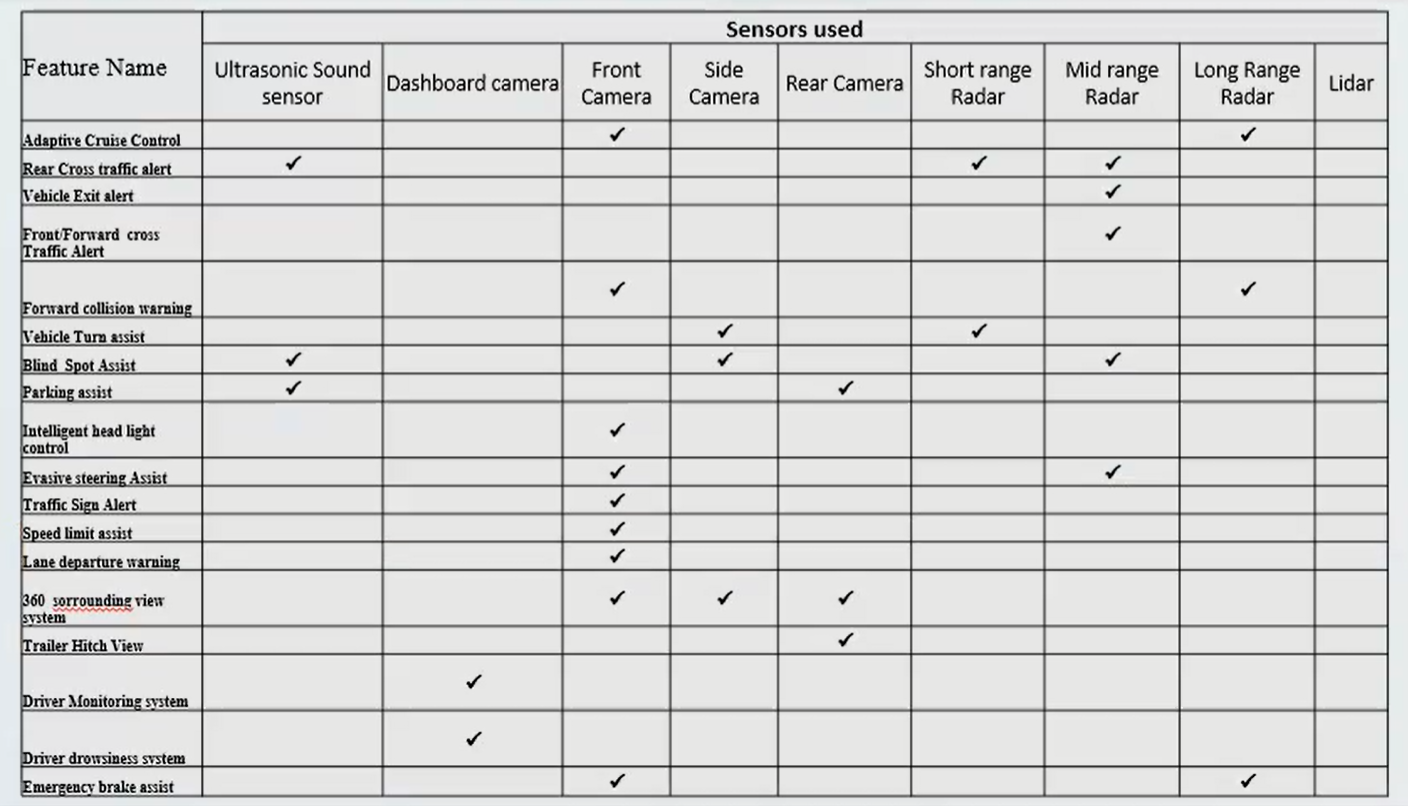 Sensors used
Feature Name
Ultrasonic Sound
sensor
Dashboard camera
Front
Camera
Side
Camera
Rear Camera
Short range
Radar
Mid range
Radar
Long Range
Radar
Lidar
Adaptive Cruise Control ✓ ✓
Rear Cross traffic alert ✓ ✓ ✓
Vehicle Exit alert ✓
Front/Forward cross
Traffic Alert ✓
Forward collision warning ✓ ✓
Vehicle Turn assist ✓ ✓
Blind Spot Assist ✓ ✓ ✓
Parking assist ✓ ✓
Intelligent head light
control ✓
Evasive steering Assist ✓ ✓
Traffic Sign Alert ✓
Speed limit assist ✓
Lane departure warning ✓
360 sorrounding view
system ✓ ✓ ✓
Trailer Hitch View ✓
Driver Monitoring system ✓
Driver drowsiness system ✓
Emergency brake assist ✓ ✓